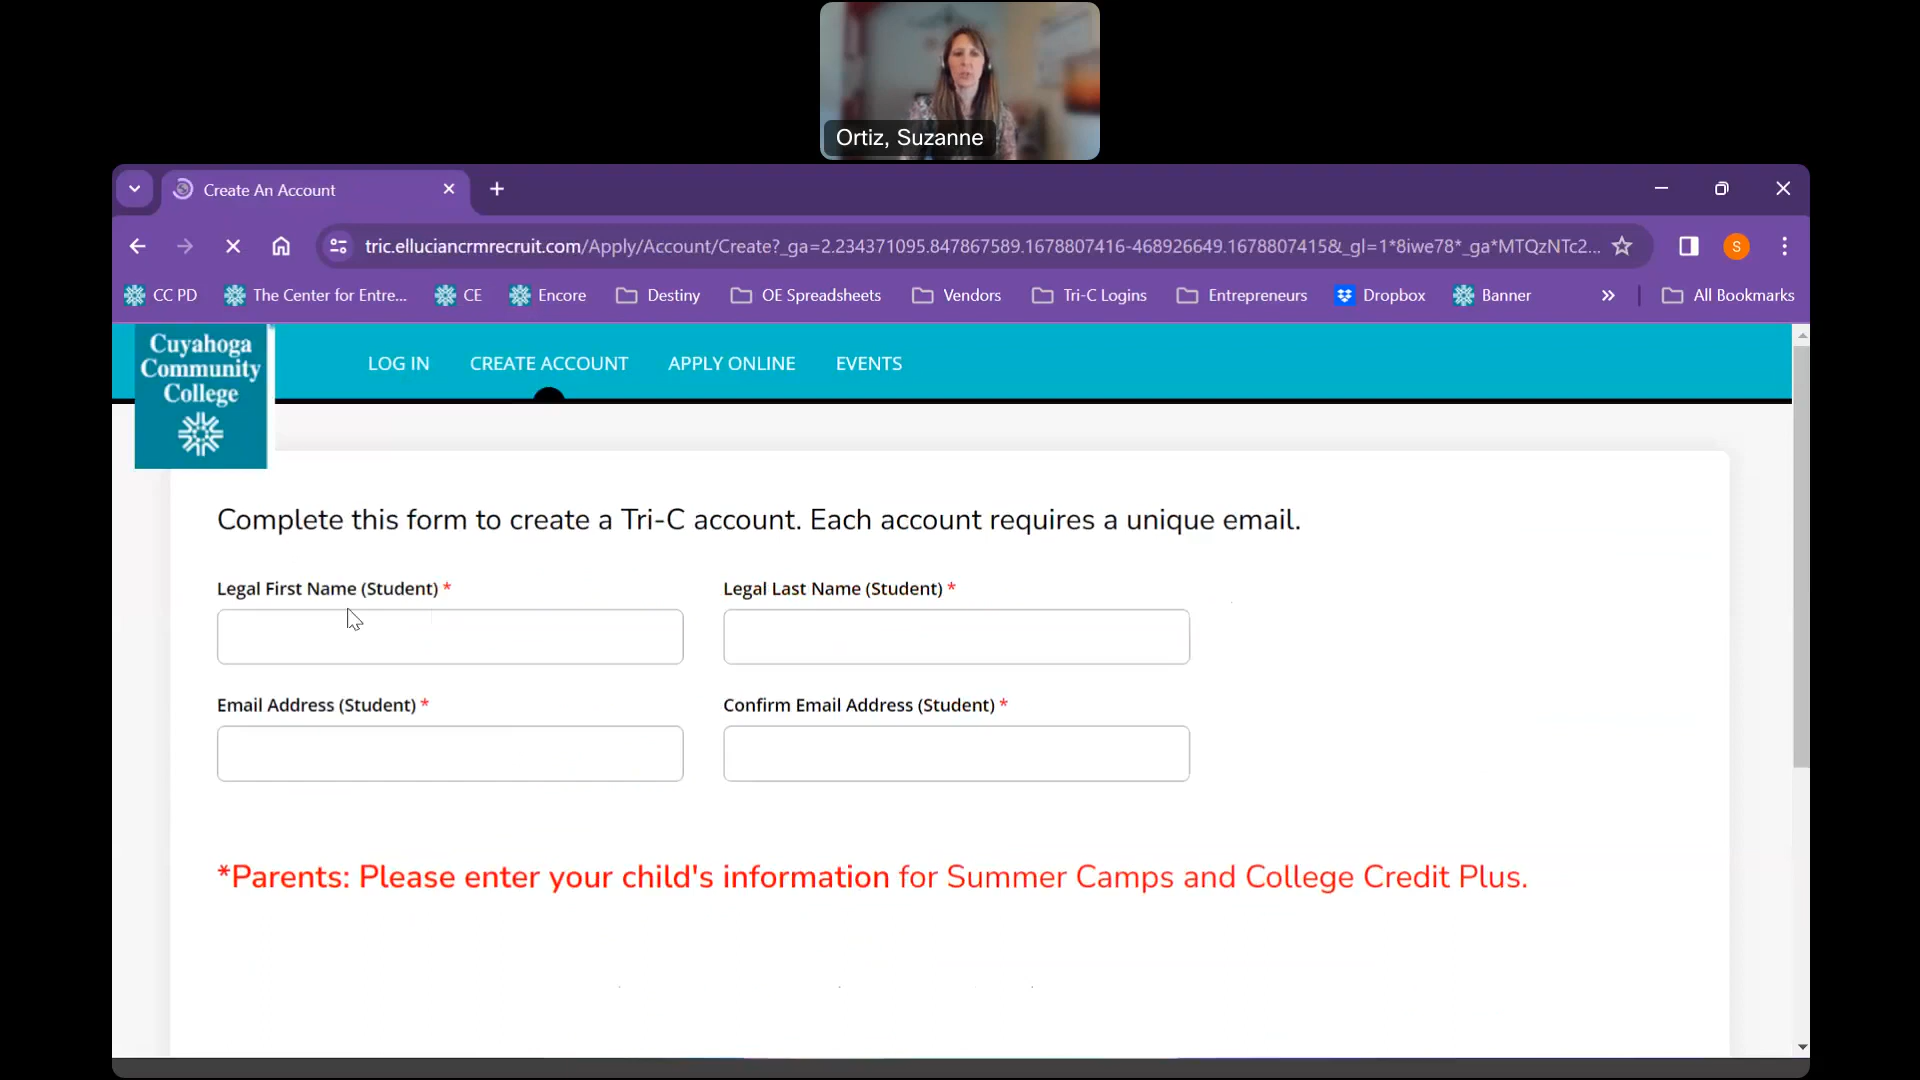 Ortiz, Suzanne
Create An Account
tric.elluciancrmrecruit.com/Apply/Account/Create?_ga=2.234371095.847867589.1678807416-468926649.1678807415&_gl=1*8iwe78*_ga*MTQzNTc2...
S
CC PD
The Center for Entre...
CE
Encore
Destiny
OE Spreadsheets
Vendors
Tri-C Logins
Entrepreneurs
Dropbox
Banner
All Bookmarks
Cuyahoga
Community
College
LOG IN
CREATE ACCOUNT
APPLY ONLINE
EVENTS
Complete this form to create a Tri-C account. Each account requires a unique email.
Legal First Name (Student) *
Legal Last Name (Student) *
Email Address (Student) *
Confirm Email Address (Student) *
*Parents: Please enter your child's information for Summer Camps and College Credit Plus.